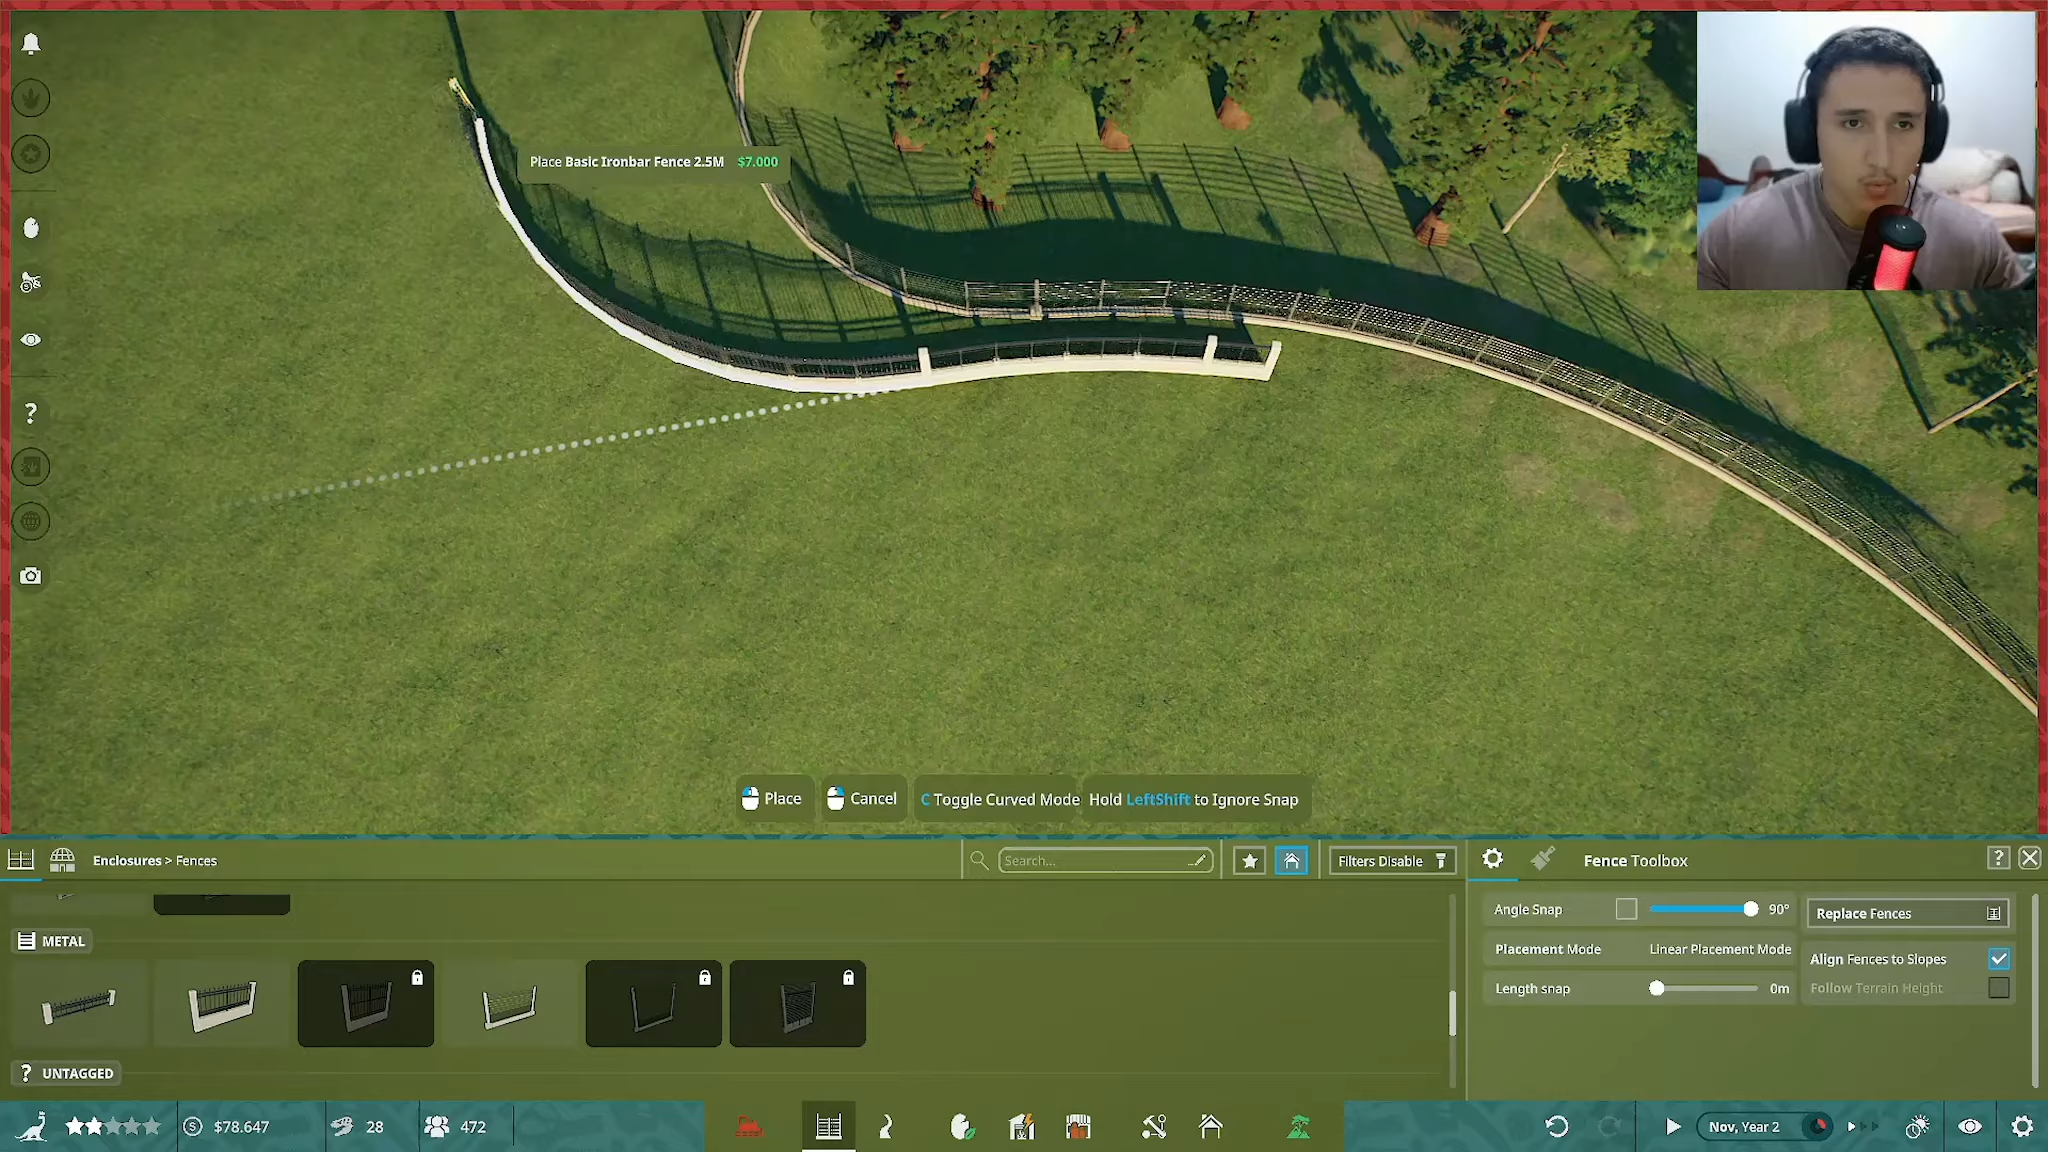 Place Basic Ironbar Fence 2.5M $7.000
?
Place
Cancel
C Toggle Curved Mode
Hold LeftShift to Ignore Snap
Enclosures > Fences
Search...
Filters Disable
Fence Toolbox
?
METAL
Angle Snap
90°
Replace Fences
Placement Mode
Linear Placement Mode
Align Fences to Slopes
Length snap
0m
Follow Terrain Height
? UNTAGGED
$78.647
28
472
Nov, Year 2